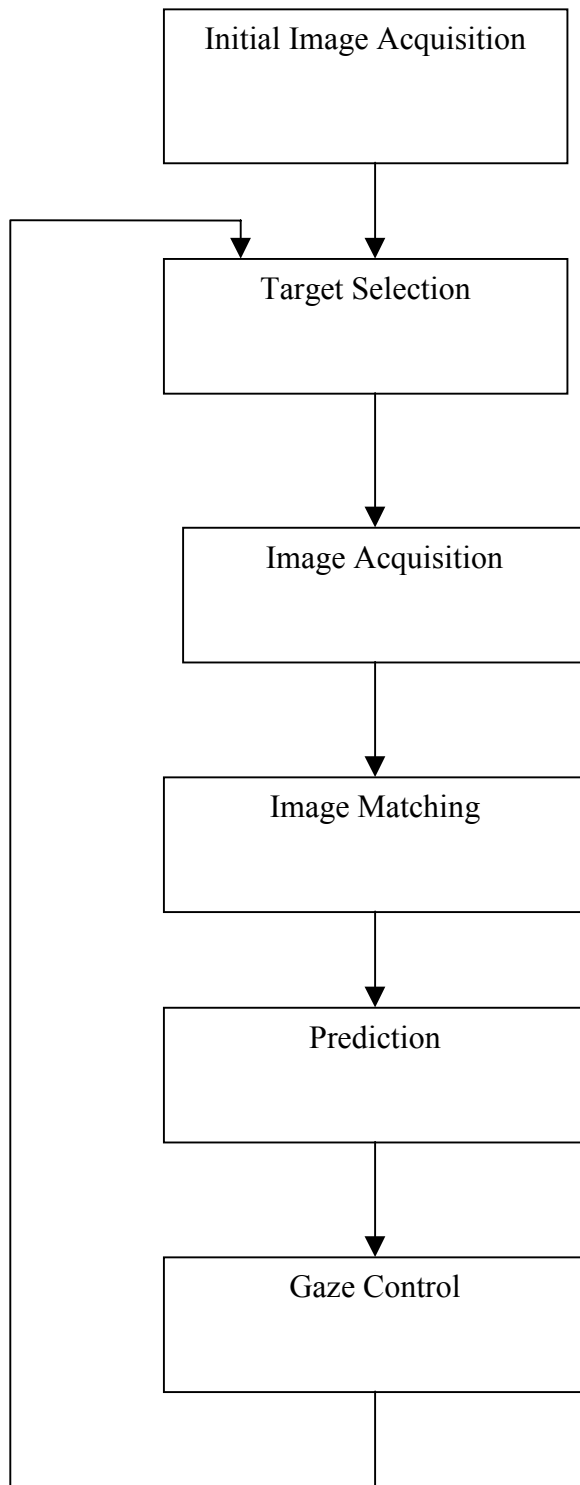 Initial Image Acquisition
Target Selection
Image Acquisition
Image Matching
Prediction
Gaze Control